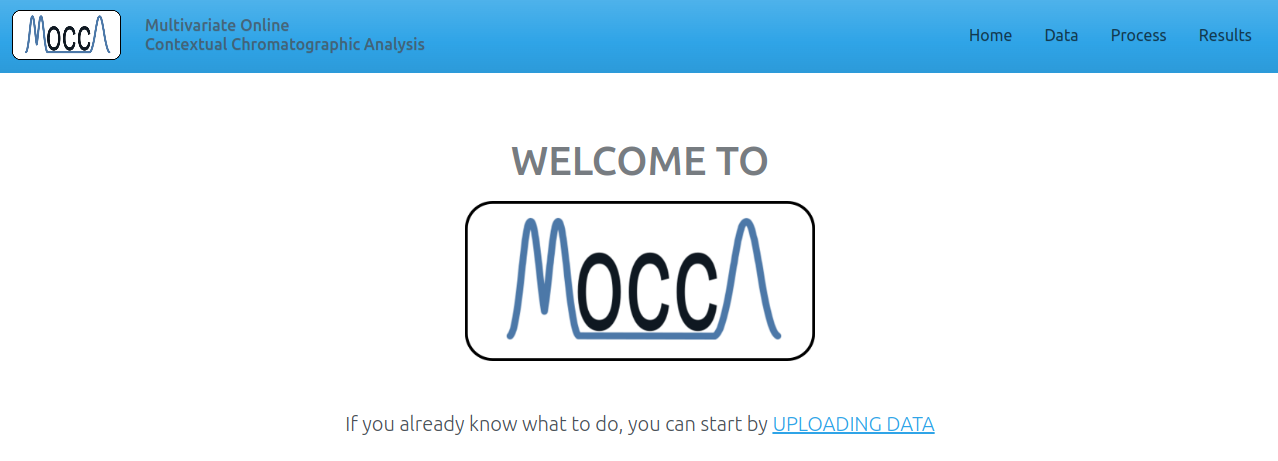 MOCCA
Multivariate Online
Contextual Chromatographic Analysis
Home Data Process Results
WELCOME TO
MOCCA
If you already know what to do, you can start by UPLOADING DATA